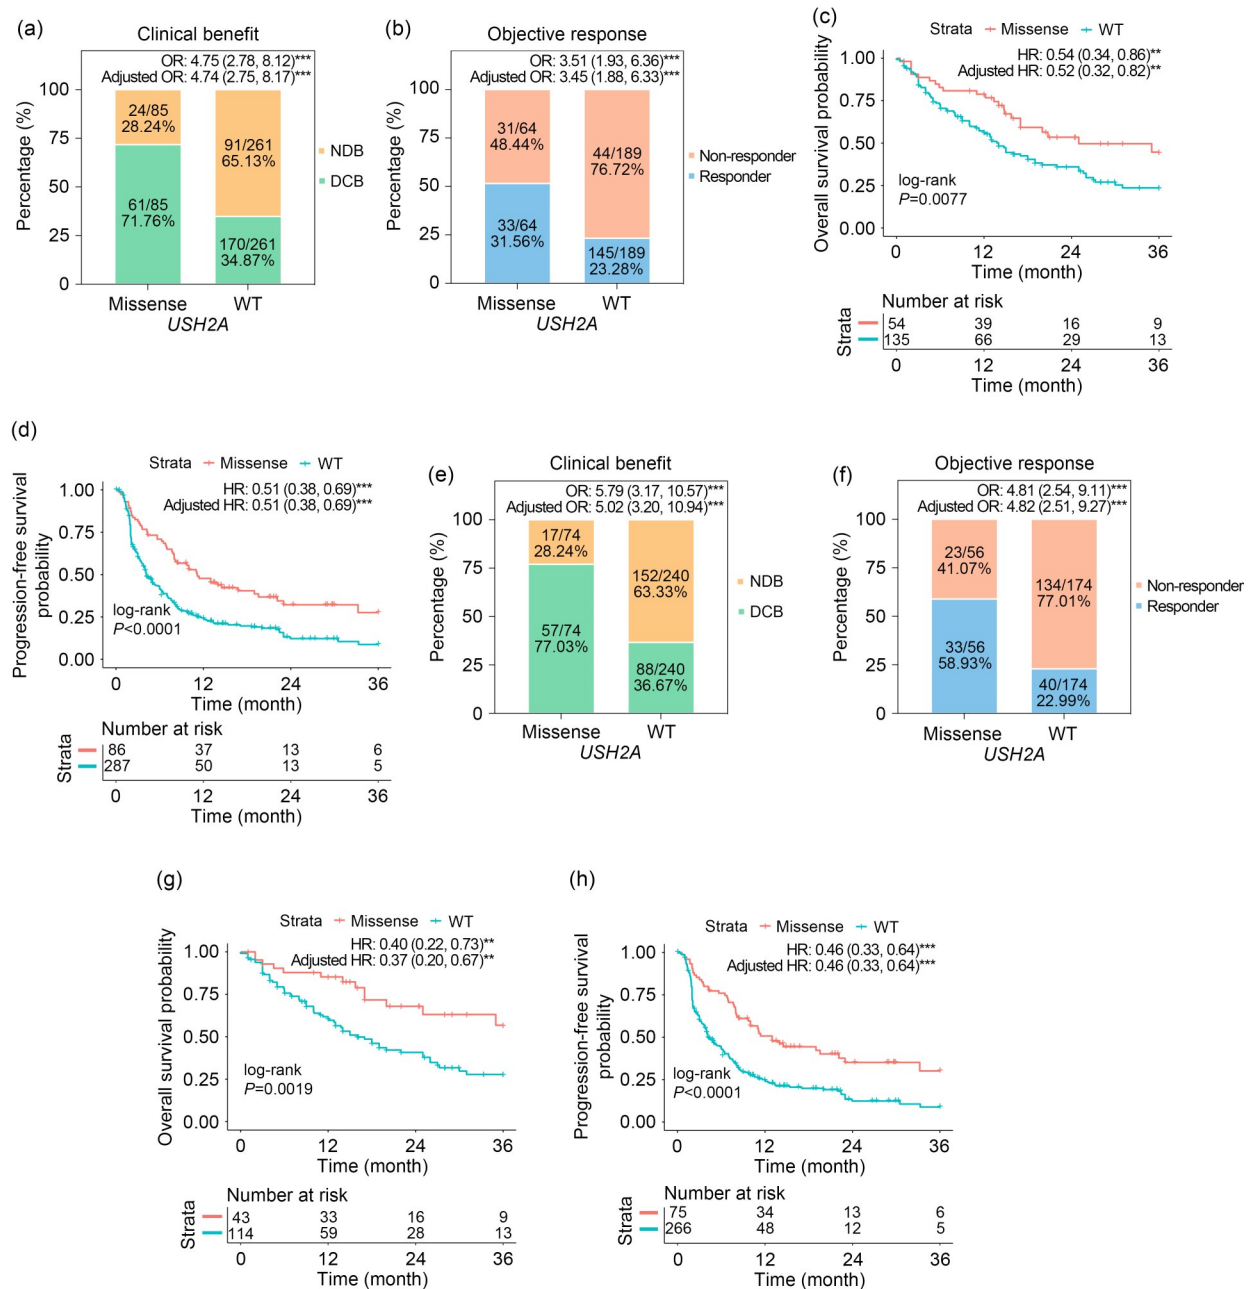 (a)
Clinical benefit
OR: 4.75 (2.78, 8.12)***
Adjusted OR: 4.74 (2.75, 8.17)***
Percentage (%)
100
75
50
25
0
24/85
28.24%
61/85
71.76%
91/261
65.13%
170/261
34.87%
NDB
DCB
Missense
WT
USH2A
(b)
Objective response
OR: 3.51 (1.93, 6.36)***
Adjusted OR: 3.45 (1.88, 6.33)***
Percentage (%)
100
75
50
25
0
31/64
48.44%
33/64
31.56%
44/189
76.72%
145/189
23.28%
Non-responder
Responder
Missense
WT
USH2A
(c)
Strata Missense WT
HR: 0.54 (0.34, 0.86)**
Adjusted HR: 0.52 (0.32, 0.82)**
Overall survival probability
1.00
0.75
0.50
0.25
0.00
log-rank
P=0.0077
0 12 24 36
Time (month)
Number at risk
Strata
54 39 16 9
135 66 29 13
0 12 24 36
Time (month)
(d)
Strata Missense WT
HR: 0.51 (0.38, 0.69)***
Adjusted HR: 0.51 (0.38, 0.69)***
Progression-free survival
probability
1.00
0.75
0.50
0.25
0.00
log-rank
P<0.0001
0 12 24 36
Time (month)
Number at risk
Strata
86 37 13 6
287 50 13 5
0 12 24 36
Time (month)
(e)
Clinical benefit
OR: 5.79 (3.17, 10.57)***
Adjusted OR: 5.02 (3.20, 10.94)***
Percentage (%)
100
75
50
25
0
17/74
28.24%
57/74
77.03%
152/240
63.33%
88/240
36.67%
NDB
DCB
Missense
WT
USH2A
(f)
Objective response
OR: 4.81 (2.54, 9.11)***
Adjusted OR: 4.82 (2.51, 9.27)***
Percentage (%)
100
75
50
25
0
23/56
41.07%
33/56
58.93%
134/174
77.01%
40/174
22.99%
Non-responder
Responder
Missense
WT
USH2A
(g)
Strata Missense WT
HR: 0.40 (0.22, 0.73)**
Adjusted HR: 0.37 (0.20, 0.67)**
Overall survival probability
1.00
0.75
0.50
0.25
0.00
log-rank
P=0.0019
0 12 24 36
Time (month)
Number at risk
Strata
43 33 16 9
114 59 28 13
0 12 24 36
Time (month)
(h)
Strata Missense WT
HR: 0.46 (0.33, 0.64)***
Adjusted HR: 0.46 (0.33, 0.64)***
Progression-free survival
probability
1.00
0.75
0.50
0.25
0.00
log-rank
P<0.0001
0 12 24 36
Time (month)
Number at risk
Strata
75 34 13 6
266 48 12 5
0 12 24 36
Time (month)